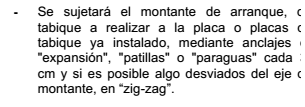 - Se sujetará el montante de arranque,
tabique a realizar a la placa o placas
tabique ya instalado, mediante anclajes
"expansión", "patillas" o "paraguas" cada
cm y si es posible algo desviados del eje
montante, en "zig-zag".